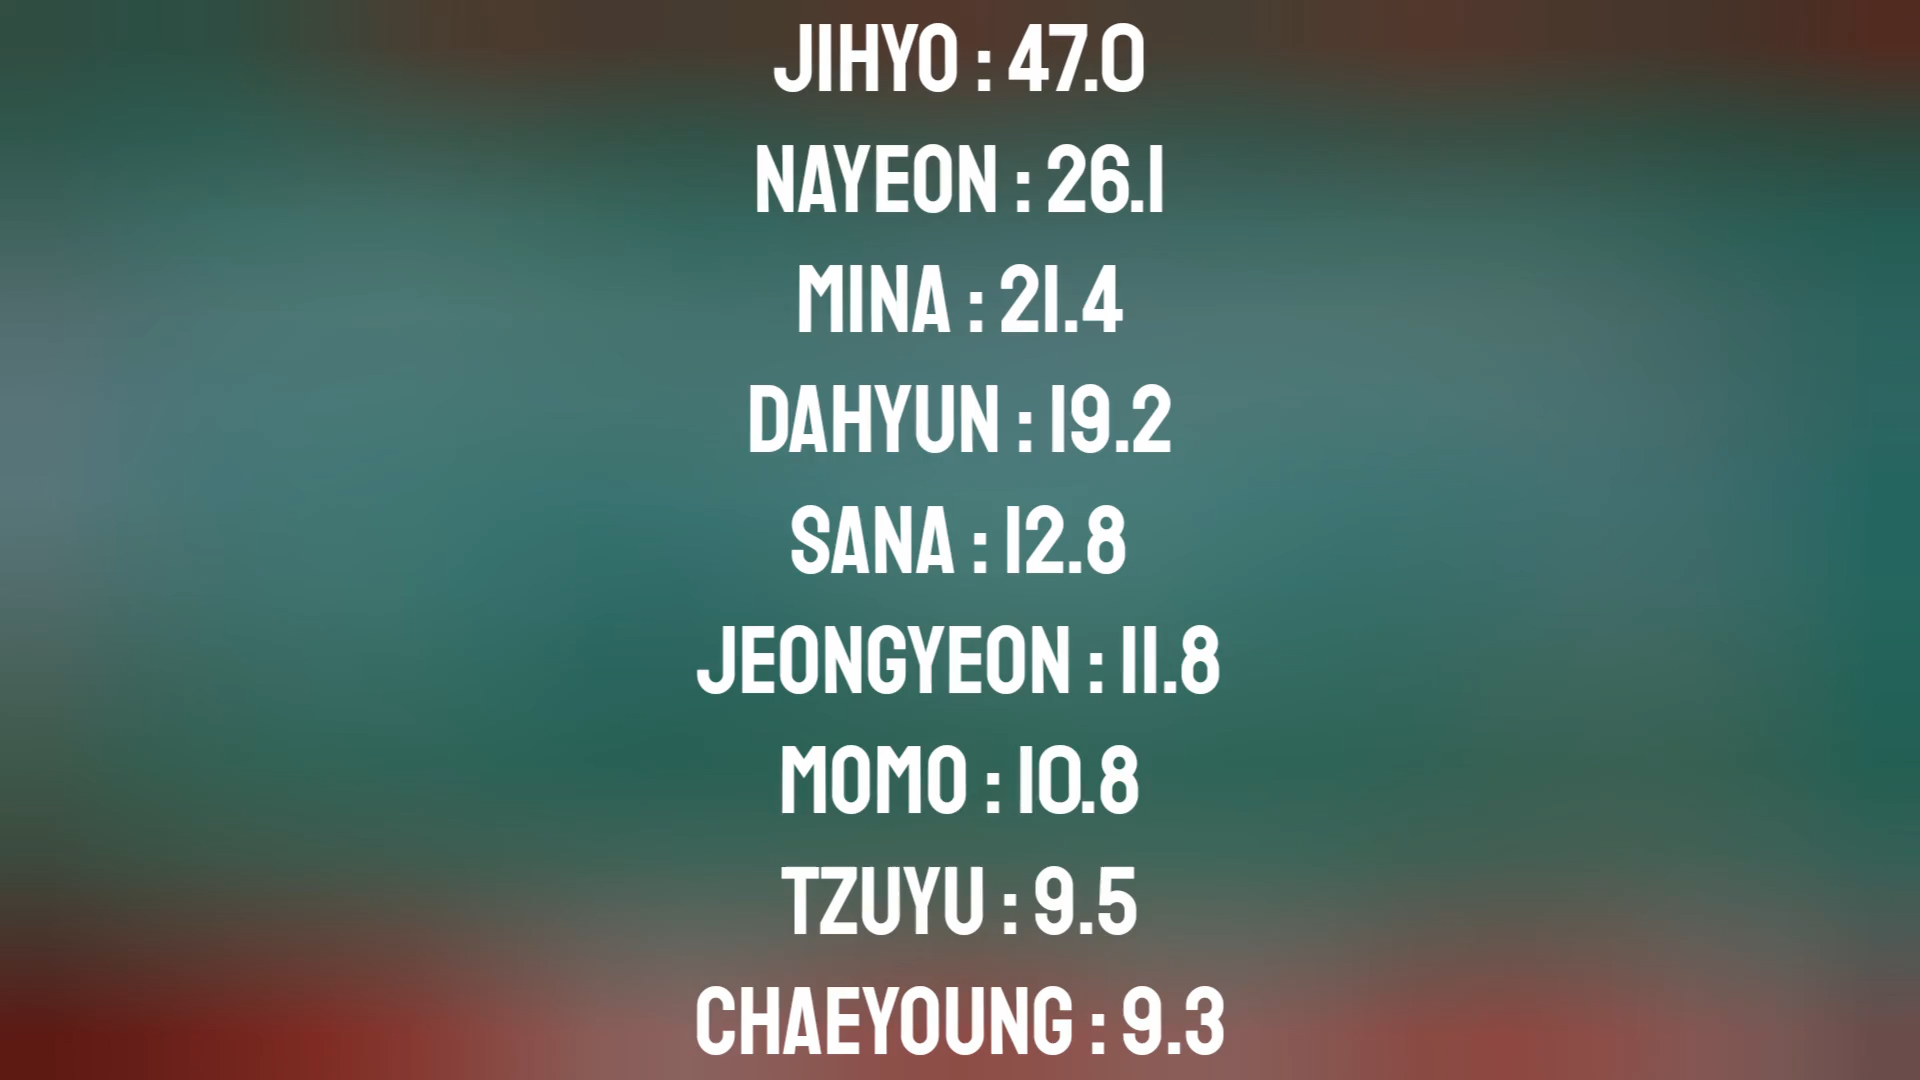 JIHYO : 47.0
NAYEON : 26.1
MINA : 21.4
DAHYUN : 19.2
SANA : 12.8
JEONGYEON : 11.8
MOMO : 10.8
TZUYU : 9.5
CHAEYOUNG : 9.3